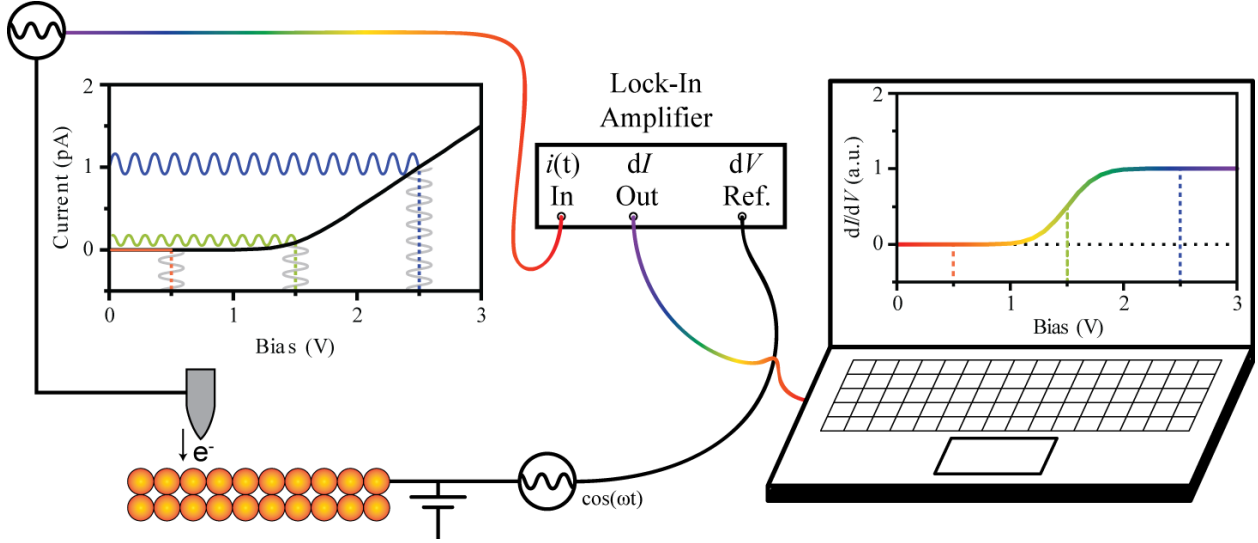 2
1
0
Current (pA)
0 1 2 3
Bias (V)
Lock-In
Amplifier
i(t) dI dV
In Out Ref.
2
1
0
dI/dV (a.u.)
0 1 2 3
Bias (V)
e-
cos(ωt)